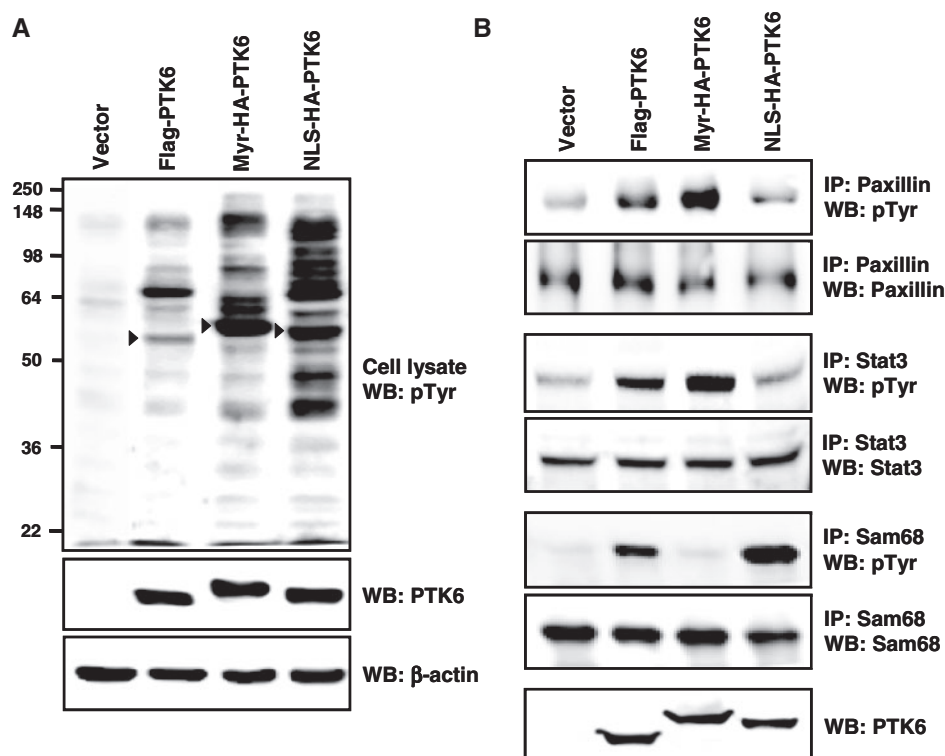 A
Vector
Flag-PTK6
Myr-HA-PTK6
NLS-HA-PTK6
250
148
98
64
50
36
22
Cell lysate
WB: pTyr
WB: PTK6
WB: β-actin
B
Vector
Flag-PTK6
Myr-HA-PTK6
NLS-HA-PTK6
IP: Paxillin
WB: pTyr
IP: Paxillin
WB: Paxillin
IP: Stat3
WB: pTyr
IP: Stat3
WB: Stat3
IP: Sam68
WB: pTyr
IP: Sam68
WB: Sam68
WB: PTK6